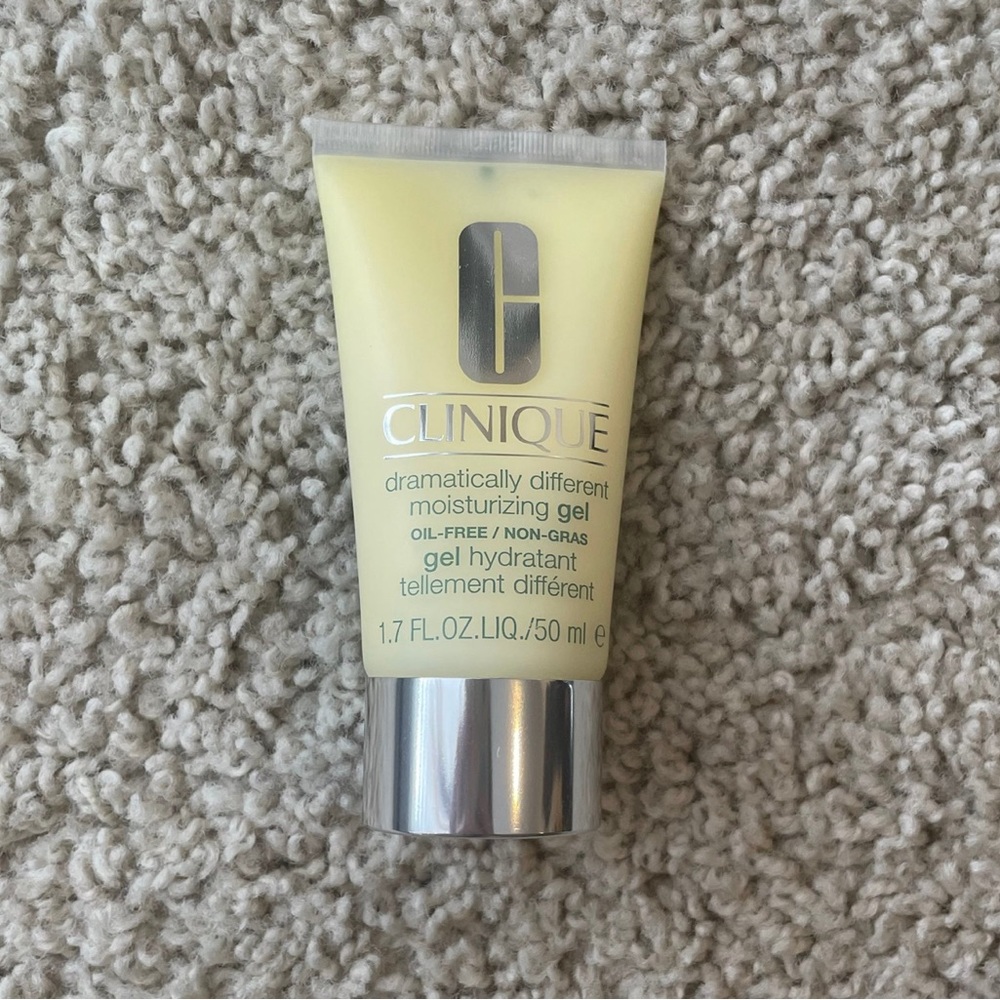 C
CLINIQUE
dramatically different
moisturizing gel
OIL-FREE / NON-GRAS
gel hydratant
tellement différent
1.7 FL.OZ.LIQ./50 ml ℮